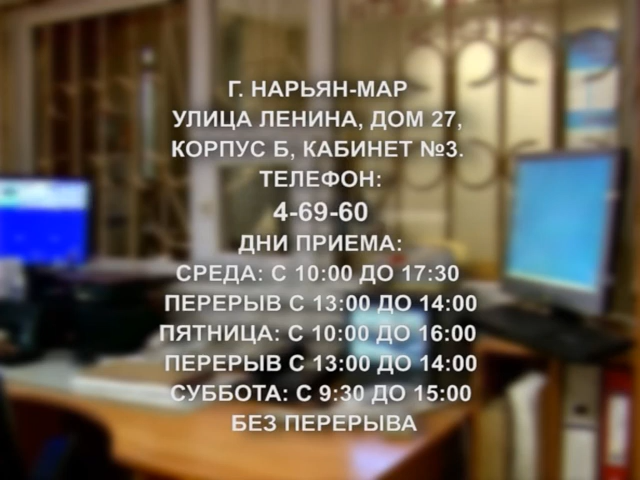 Г. НАРЬЯН-МАР
УЛИЦА ЛЕНИНА, ДОМ 27,
КОРПУС Б, КАБИНЕТ №3.
ТЕЛЕФОН:
4-69-60
ДНИ ПРИЕМА:
СРЕДА: С 10:00 ДО 17:30
ПЕРЕРЫВ С 13:00 ДО 14:00
ПЯТНИЦА: С 10:00 ДО 16:00
ПЕРЕРЫВ С 13:00 ДО 14:00
СУББОТА: С 9:30 ДО 15:00
БЕЗ ПЕРЕРЫВА